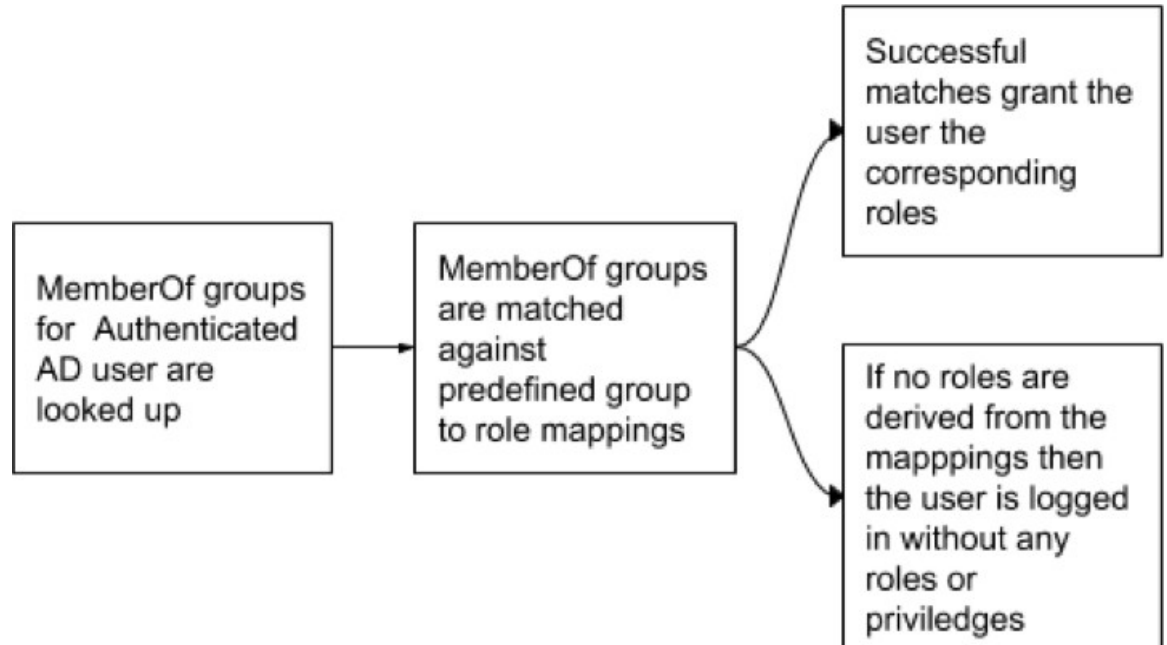 MemberOf groups
for  Authenticated
AD user are
looked up
MemberOf groups
are matched
against
predefined group
to role mappings
Successful
matches grant the
user the
corresponding
roles
If no roles are
derived from the
mapppings then
the user is logged
in without any
roles or
priviledges